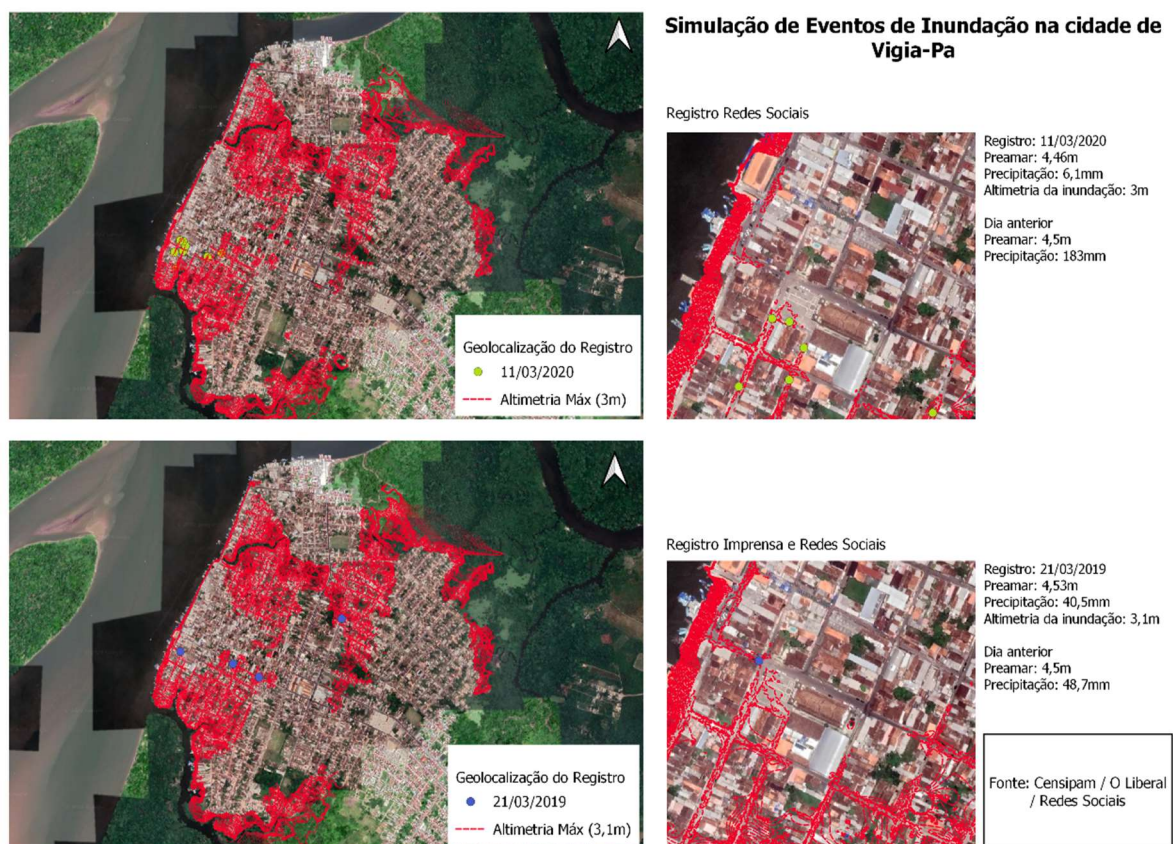 Simulação de Eventos de Inundação na cidade de
Vigia-Pa
Registro Redes Sociais
Registro: 11/03/2020
Preamar: 4,46m
Precipitação: 6,1mm
Altimetria da inundação: 3m
Dia anterior
Preamar: 4,5m
Precipitação: 183mm
Geolocalização do Registro
11/03/2020
Altimetria Máx (3m)
Registro Imprensa e Redes Sociais
Registro: 21/03/2019
Preamar: 4,53m
Precipitação: 40,5mm
Altimetria da inundação: 3,1m
Dia anterior
Preamar: 4,5m
Precipitação: 48,7mm
Geolocalização do Registro
21/03/2019
Altimetria Máx (3,1m)
Fonte: Censipam / O Liberal
/ Redes Sociais